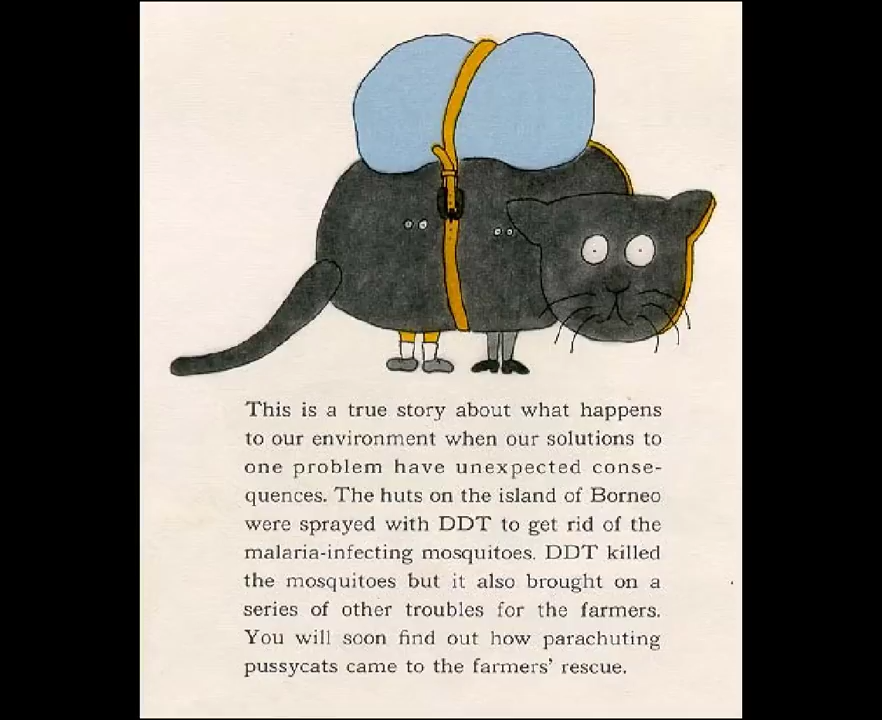 This is a true story about what happens
to our environment when our solutions to
one problem have unexpected conse-
quences. The huts on the island of Borneo
were sprayed with DDT to get rid of the
malaria-infecting mosquitoes. DDT killed
the mosquitoes but it also brought on a
series of other troubles for the farmers.
You will soon find out how parachuting
pussycats came to the farmers' rescue.